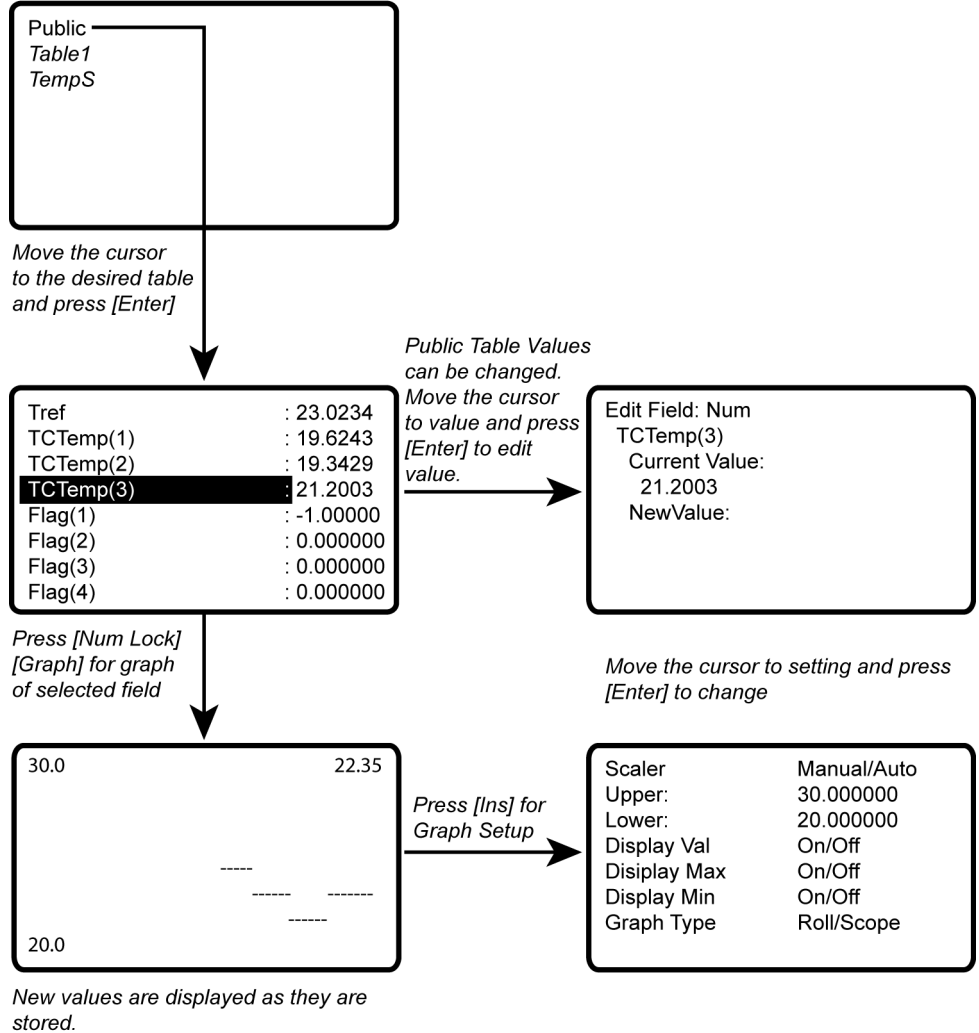 Public
Table1
TempS
Move the cursor
to the desired table
and press [Enter]
Tref : 23.0234
TCTemp(1) : 19.6243
TCTemp(2) : 19.3429
TCTemp(3) : 21.2003
Flag(1) : -1.00000
Flag(2) : 0.000000
Flag(3) : 0.000000
Flag(4) : 0.000000
Public Table Values
can be changed.
Move the cursor
to value and press
[Enter] to edit
value.
Edit Field: Num
TCTemp(3)
Current Value:
21.2003
NewValue:
Press [Num Lock]
[Graph] for graph
of selected field
Move the cursor to setting and press
[Enter] to change
30.0 22.35
20.0
Press [Ins] for
Graph Setup
Scaler Manual/Auto
Upper: 30.000000
Lower: 20.000000
Display Val On/Off
Disiplay Max On/Off
Display Min On/Off
Graph Type Roll/Scope
New values are displayed as they are
stored.